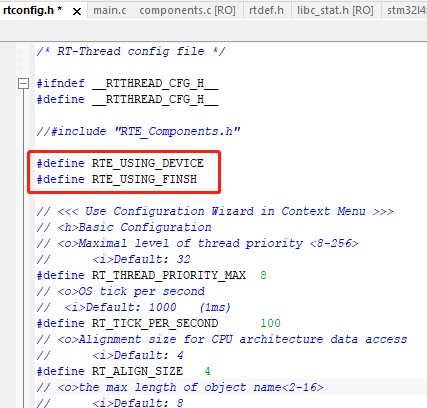 rtconfig.h* × main.c components.c [RO] rtdef.h libc_stat.h [RO]
/* RT-Thread config file */
#ifndef __RTTHREAD_CFG_H__
#define __RTTHREAD_CFG_H__
//#include "RTE_Components.h"
#define RTE_USING_DEVICE
#define RTE_USING_FINSH
// <<< Use Configuration Wizard in Context Menu >>>
// <h>Basic Configuration
// <o>Maximal level of thread priority <8-256>
// <i>Default: 32
#define RT_THREAD_PRIORITY_MAX 8
// <o>OS tick per second
// <i>Default: 1000 (1ms)
#define RT_TICK_PER_SECOND 100
// <o>Alignment size for CPU architecture data access
// <i>Default: 4
#define RT_ALIGN_SIZE 4
// <o>the max length of object name<2-16>
// <i>Default: 8